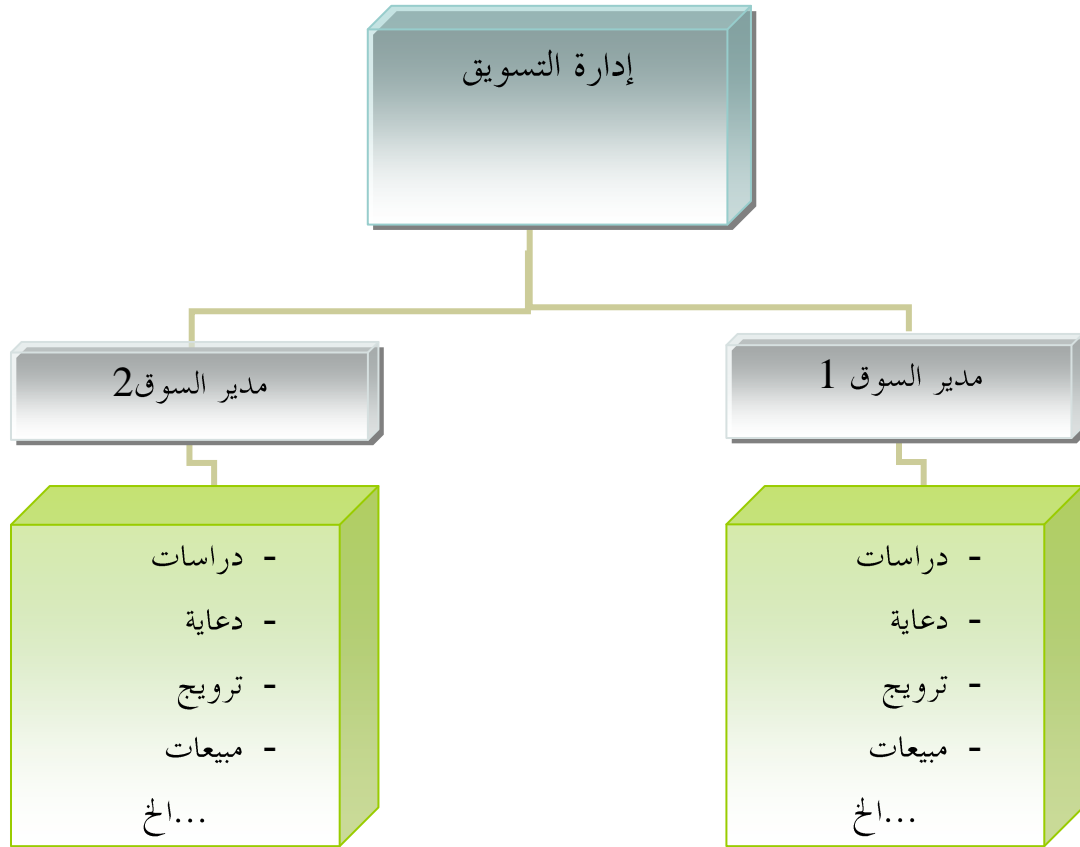 إدارة التسويق
مدير السوق 1
مدير السوق2
- دراسات
- دعاية
- ترويج
- مبيعات
...الخ
- دراسات
- دعاية
- ترويج
- مبيعات
...الخ